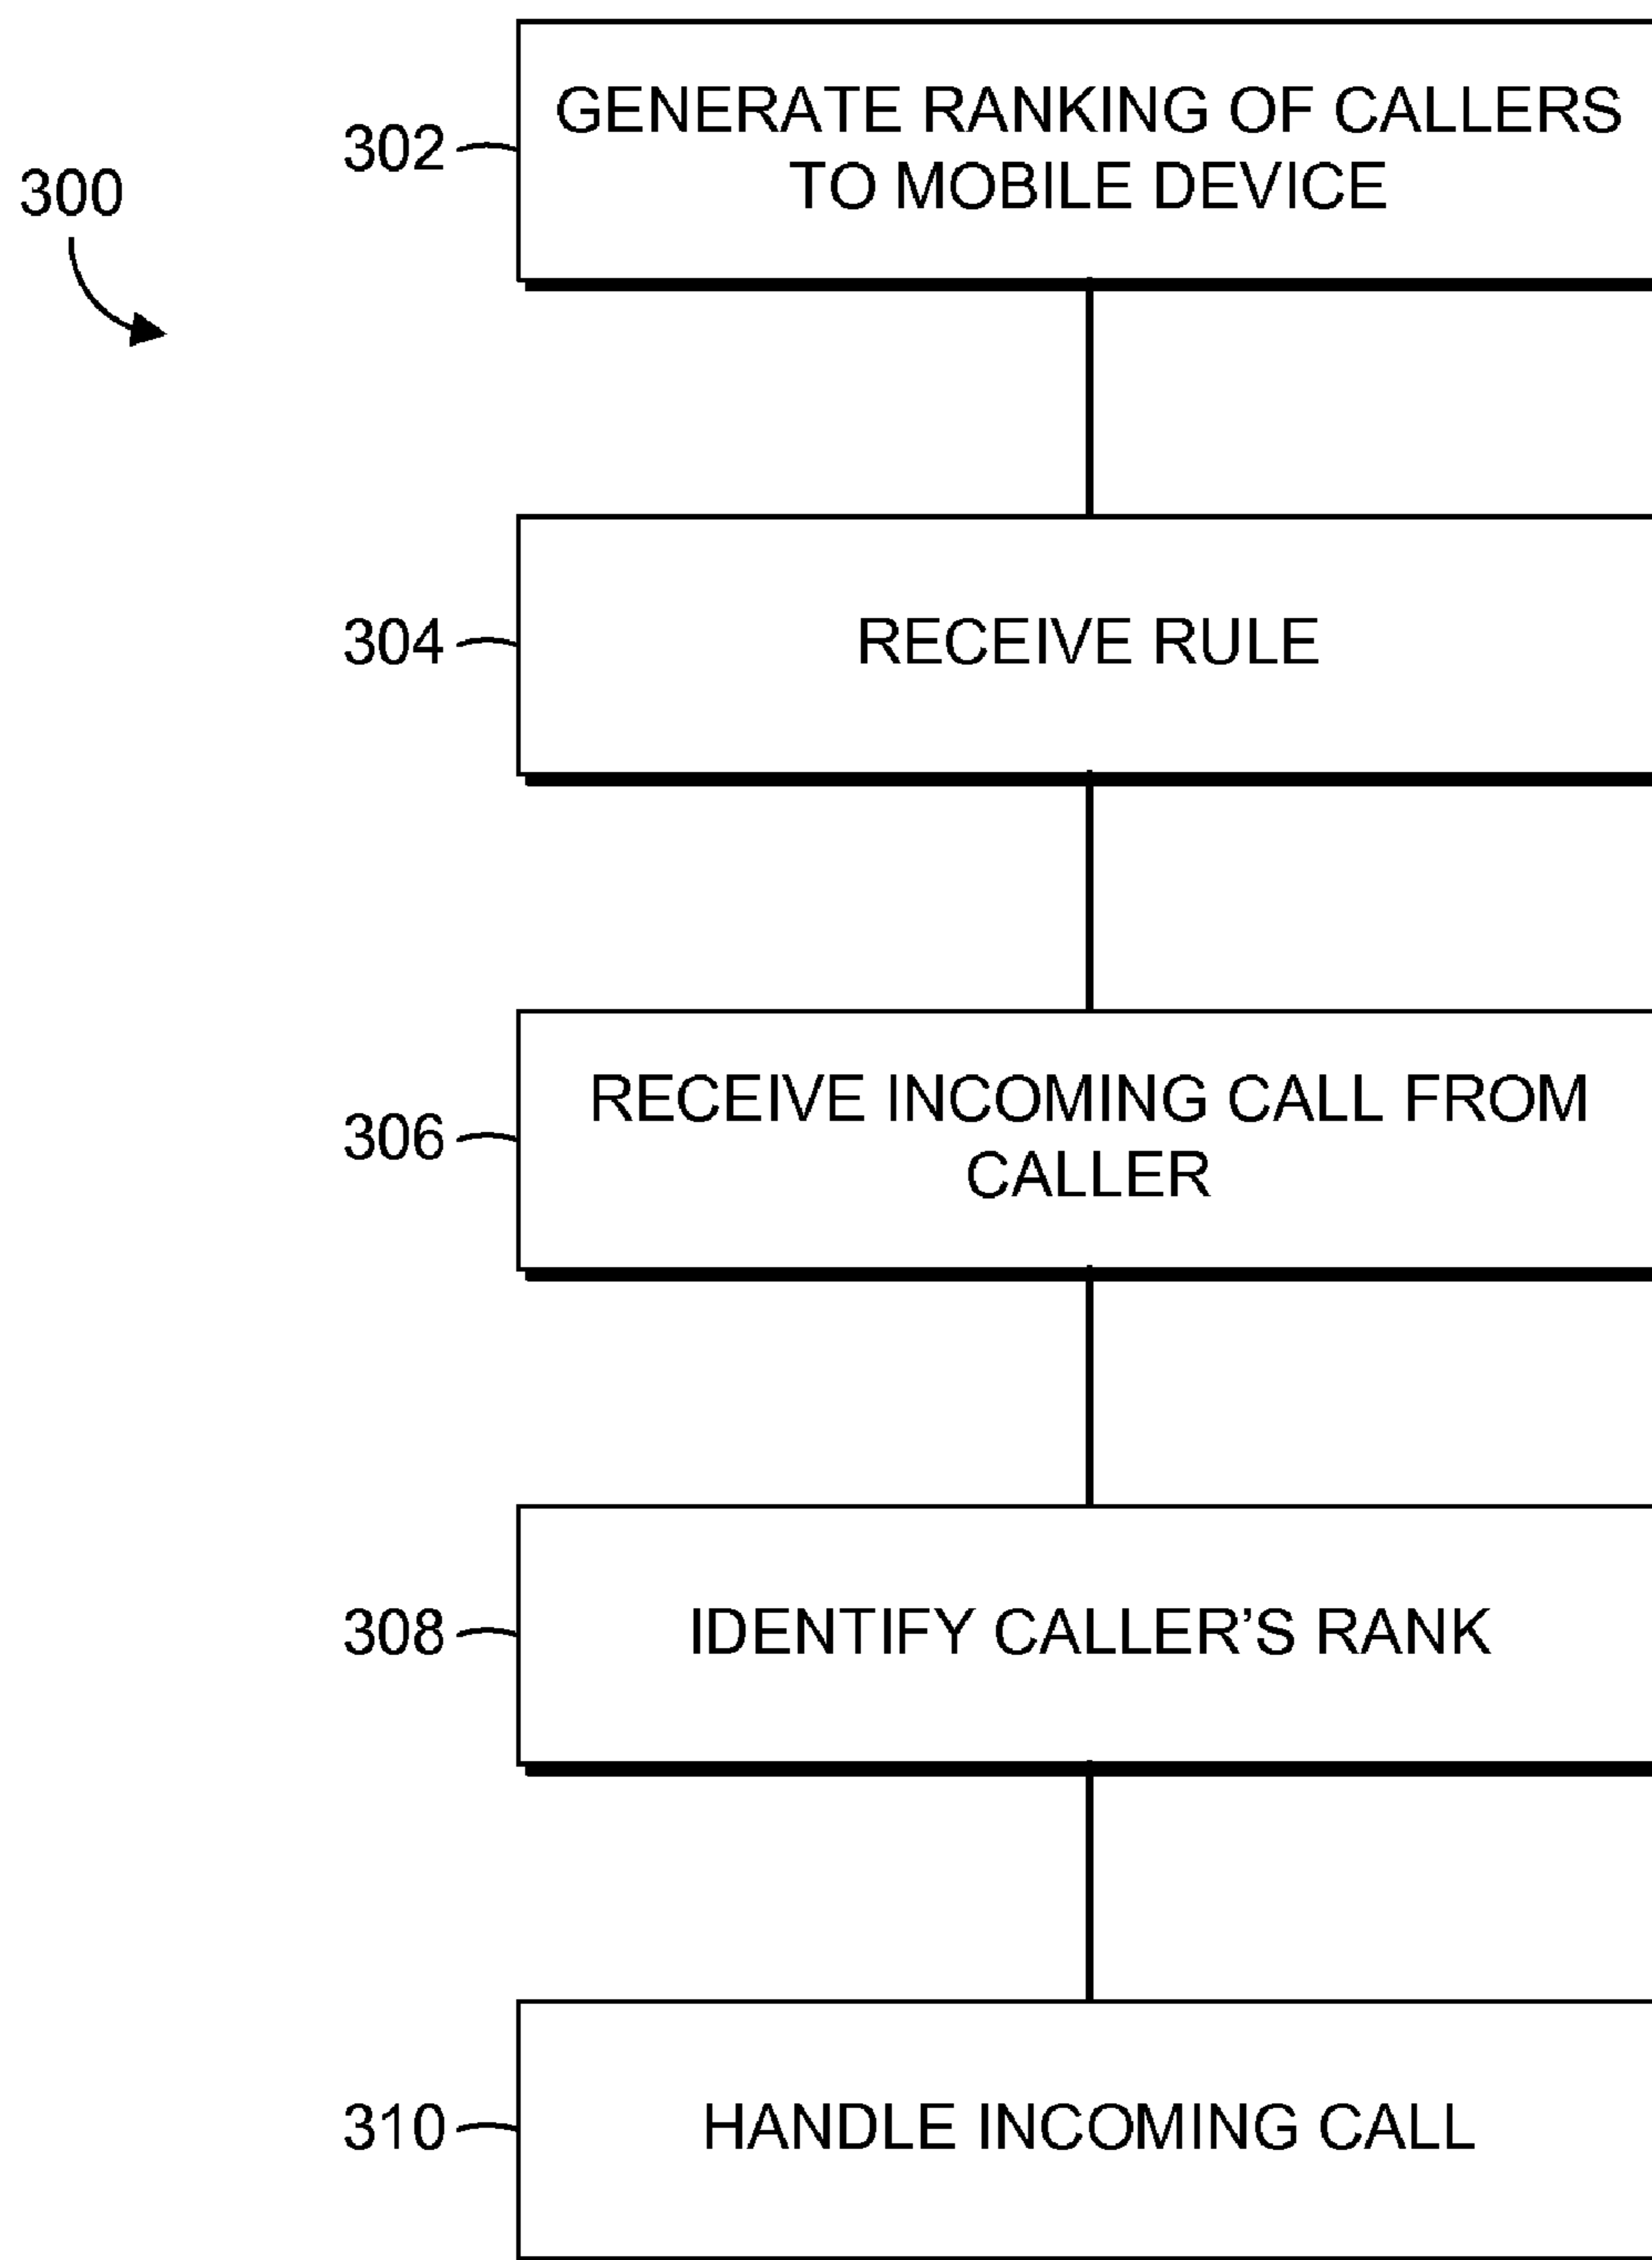 300
302
GENERATE RANKING OF CALLERS
TO MOBILE DEVICE
304
RECEIVE RULE
306
RECEIVE INCOMING CALL FROM
CALLER
308
IDENTIFY CALLER'S RANK
310
HANDLE INCOMING CALL